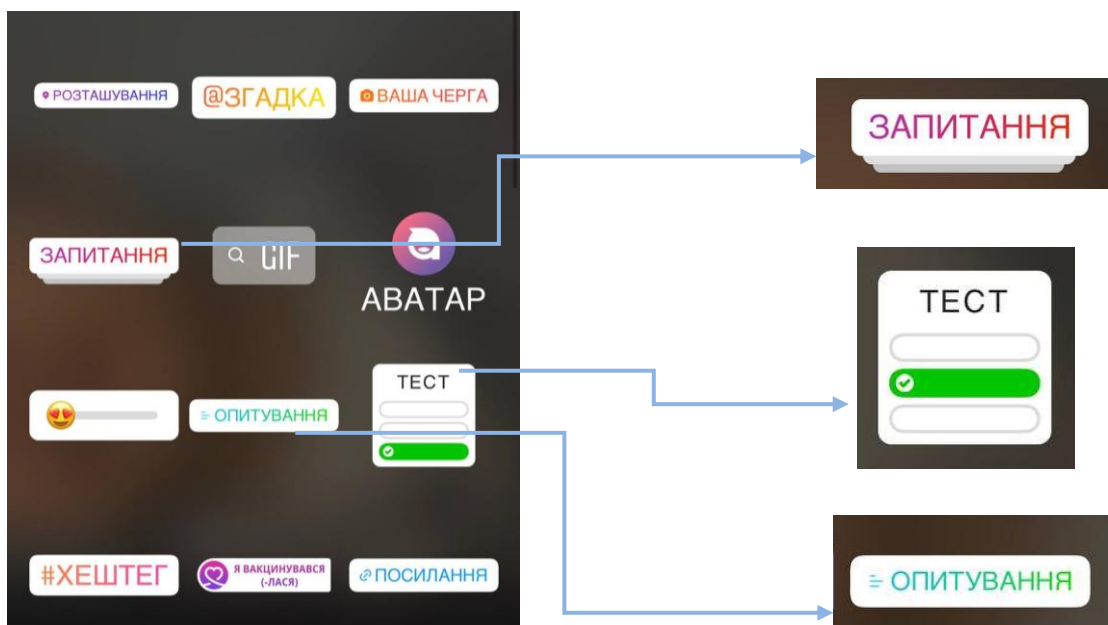 РОЗТАШУВАННЯ
@ЗГАДКА
ВАША ЧЕРГА
ЗАПИТАННЯ
GIF
АВАТАР
ОПИТУВАННЯ
ТЕСТ
#ХЕШТЕГ
Я ВАКЦИНУВАВСЯ
(-ЛАСЯ)
ПОСИЛАННЯ
ЗАПИТАННЯ
ТЕСТ
ОПИТУВАННЯ